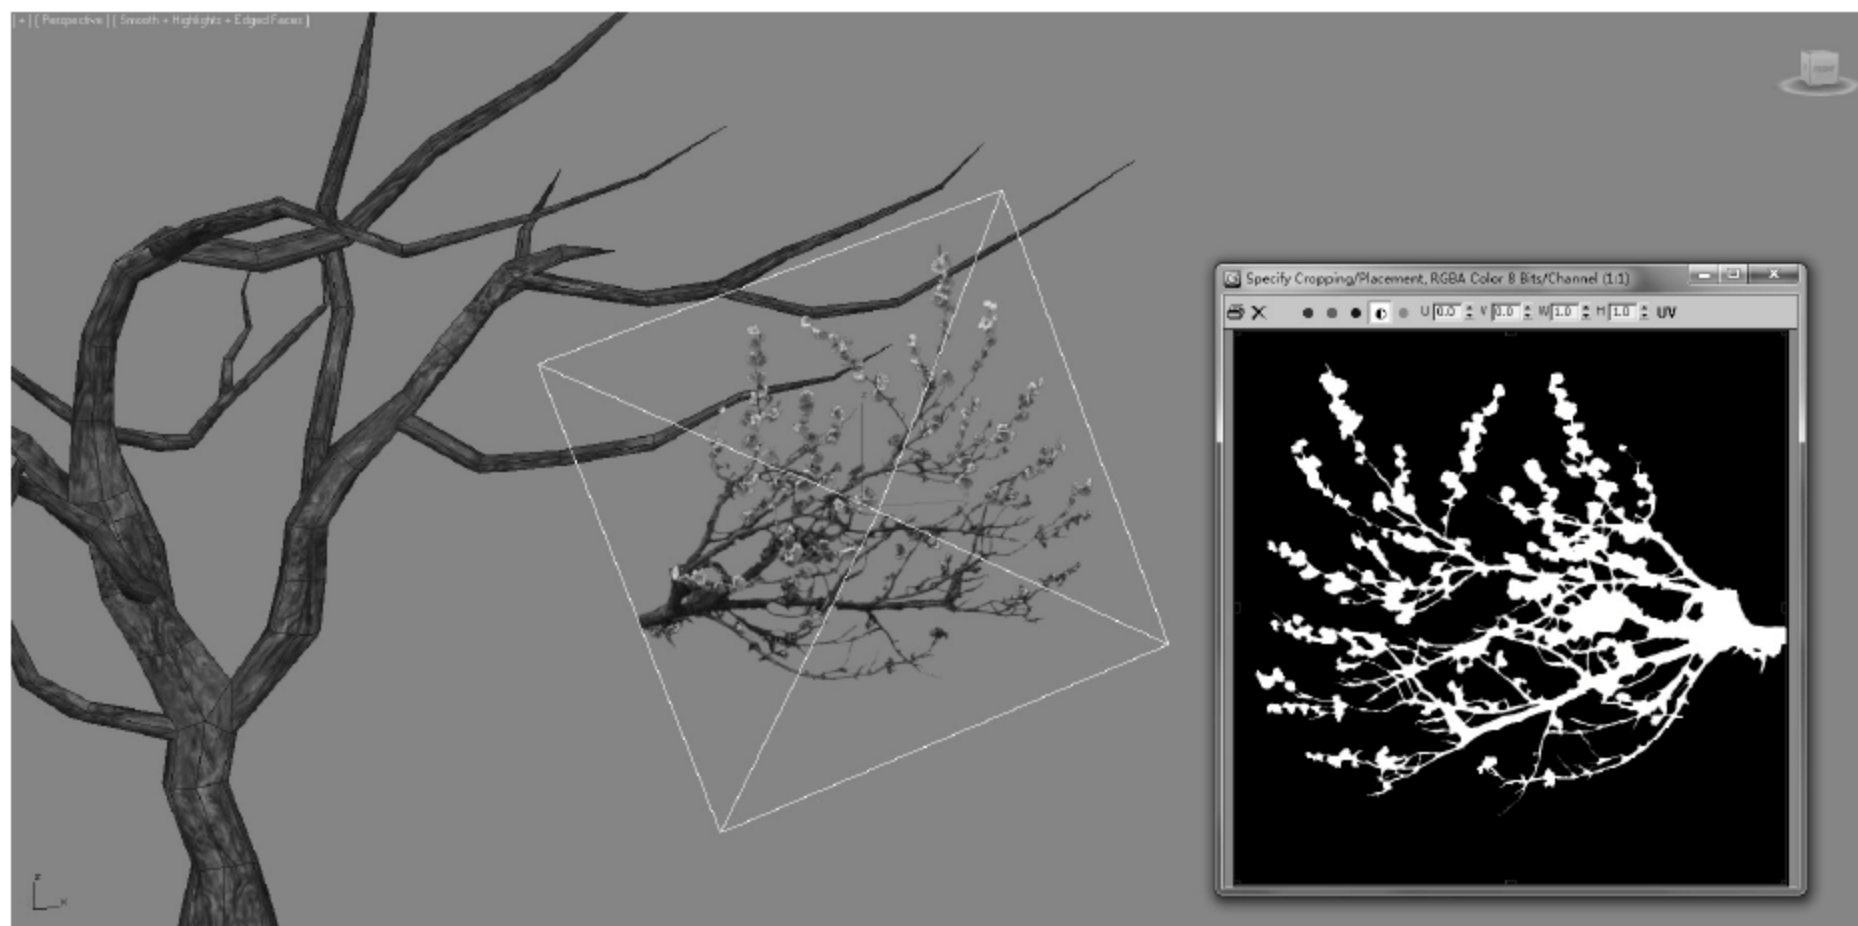 [ + ] [ Perspective ] [ Smooth + Highlights + Edged Faces ]
Specify Cropping/Placement, RGBA Color 8 Bits/Channel (1:1)
U 0.0 V 0.0 W 1.0 H 1.0 UV
z
z
x